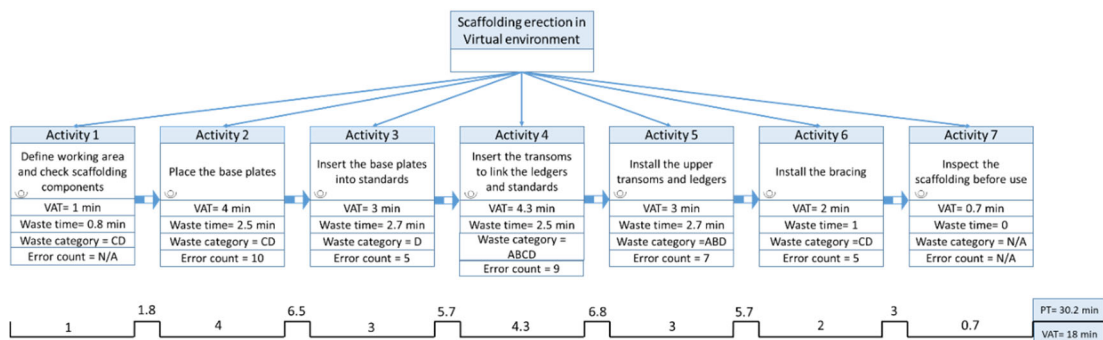 Scaffolding erection in
Virtual environment
Activity 1
Define working area
and check scaffolding
components
VAT= 1 min
Waste time= 0.8 min
Waste category = CD
Error count = N/A
Activity 2
Place the base plates
VAT= 4 min
Waste time= 2.5 min
Waste category = CD
Error count = 10
Activity 3
Insert the base plates
into standards
VAT= 3 min
Waste time= 2.7 min
Waste category = D
Error count = 5
Activity 4
Insert the transoms
to link the ledgers
and standards
VAT= 4.3 min
Waste time= 2.5 min
Waste category =
ABCD
Error count = 9
Activity 5
Install the upper
transoms and ledgers
VAT= 3 min
Waste time= 2.7 min
Waste category =ABD
Error count = 7
Activity 6
Install the bracing
VAT= 2 min
Waste time= 1
Waste category =CD
Error count = 5
Activity 7
Inspect the
scaffolding before use
VAT= 0.7 min
Waste time= 0
Waste category = N/A
Error count = N/A
1.8 6.5 5.7 6.8 5.7 3
1 4 3 4.3 3 2 0.7
PT= 30.2 min
VAT= 18 min